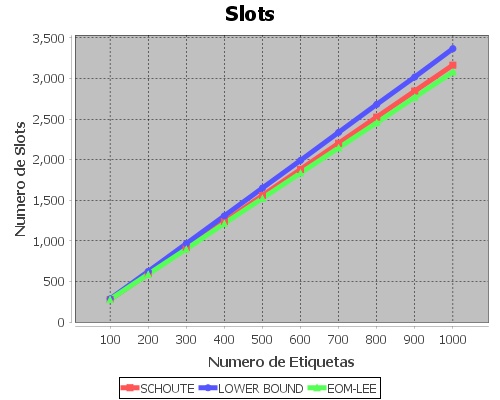 Slots
3,500
3,000
2,500
2,000
1,500
1,000
500
0
Numero de Slots
100 200 300 400 500 600 700 800 900 1000
Numero de Etiquetas
SCHOUTE LOWER BOUND EOM-LEE